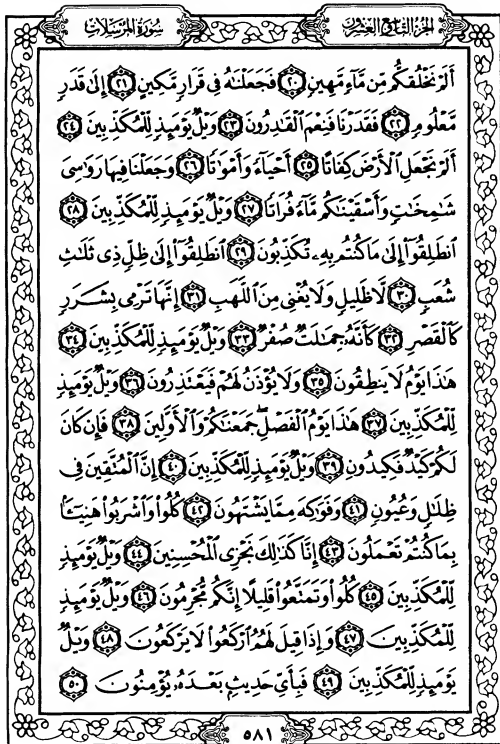 الجزء التاسع والعشرون
سورة المرسلات
أَلَمْ نَخْلُقكُّم مِّن مَّآءٍ مَّهِينٍ ٢٠ فَجَعَلْنَٰهُ فِي قَرَارٍ مَّكِينٍ ٢١ إِلَىٰ قَدَرٍ
مَّعْلُومٍ ٢٢ فَقَدَرْنَا فَنِعْمَ ٱلْقَٰدِرُونَ ٢٣ وَيْلٌ يَوْمَئِذٍ لِّلْمُكَذِّبِينَ ٢٤
أَلَمْ نَجْعَلِ ٱلْأَرْضَ كِفَاتًا ٢٥ أَحْيَآءً وَأَمْوَٰتًا ٢٦ وَجَعَلْنَا فِيهَا رَوَٰسِيَ
شَٰمِخَٰتٍ وَأَسْقَيْنَٰكُم مَّآءً فُرَاتًا ٢٧ وَيْلٌ يَوْمَئِذٍ لِّلْمُكَذِّبِينَ ٢٨
ٱنطَلِقُوٓا۟ إِلَىٰ مَا كُنتُم بِهِۦ تُكَذِّبُونَ ٢٩ ٱنطَلِقُوٓا۟ إِلَىٰ ظِلٍّ ذِي ثَلَٰثِ
شُعَبٍ ٣٠ لَّا ظَلِيلٍ وَلَا يُغْنِي مِنَ ٱللَّهَبِ ٣١ إِنَّهَا تَرْمِي بِشَرَرٍ
كَٱلْقَصْرِ ٣٢ كَأَنَّهُۥ جِمَٰلَتٌ صُفْرٌ ٣٣ وَيْلٌ يَوْمَئِذٍ لِّلْمُكَذِّبِينَ ٣٤
هَٰذَا يَوْمُ لَا يَنطِقُونَ ٣٥ وَلَا يُؤْذَنُ لَهُمْ فَيَعْتَذِرُونَ ٣٦ وَيْلٌ يَوْمَئِذٍ
لِّلْمُكَذِّبِينَ ٣٧ هَٰذَا يَوْمُ ٱلْفَصْلِ جَمَعْنَٰكُمْ وَٱلْأَوَّلِينَ ٣٨ فَإِن كَانَ
لَكُمْ كَيْدٌ فَكِيدُونِ ٣٩ وَيْلٌ يَوْمَئِذٍ لِّلْمُكَذِّبِينَ ٤٠ إِنَّ ٱلْمُتَّقِينَ فِي
ظِلَٰلٍ وَعُيُونٍ ٤١ وَفَوَٰكِهَ مِمَّا يَشْتَهُونَ ٤٢ كُلُوا۟ وَٱشْرَبُوا۟ هَنِيٓـًٔۢا
بِمَا كُنتُمْ تَعْمَلُونَ ٤٣ إِنَّا كَذَٰلِكَ نَجْزِي ٱلْمُحْسِنِينَ ٤٤ وَيْلٌ يَوْمَئِذٍ
لِّلْمُكَذِّبِينَ ٤٥ كُلُوا۟ وَتَمَتَّعُوا۟ قَلِيلًا إِنَّكُم مُّجْرِمُونَ ٤٦ وَيْلٌ يَوْمَئِذٍ
لِّلْمُكَذِّبِينَ ٤٧ وَإِذَا قِيلَ لَهُمُ ٱرْكَعُوا۟ لَا يَرْكَعُونَ ٤٨ وَيْلٌ
يَوْمَئِذٍ لِّلْمُكَذِّبِينَ ٤٩ فَبِأَيِّ حَدِيثٍۭ بَعْدَهُۥ يُؤْمِنُونَ ٥٠
٥٨١